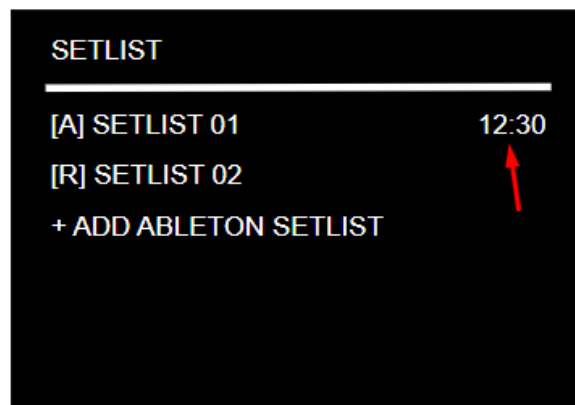 SETLIST
[A] SETLIST 01 12:30
[R] SETLIST 02
+ ADD ABLETON SETLIST